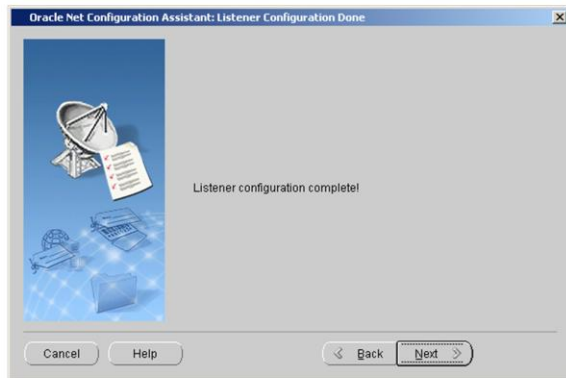 Oracle Net Configuration Assistant: Listener Configuration Done
Listener configuration complete!
Cancel
Help
Back
Next